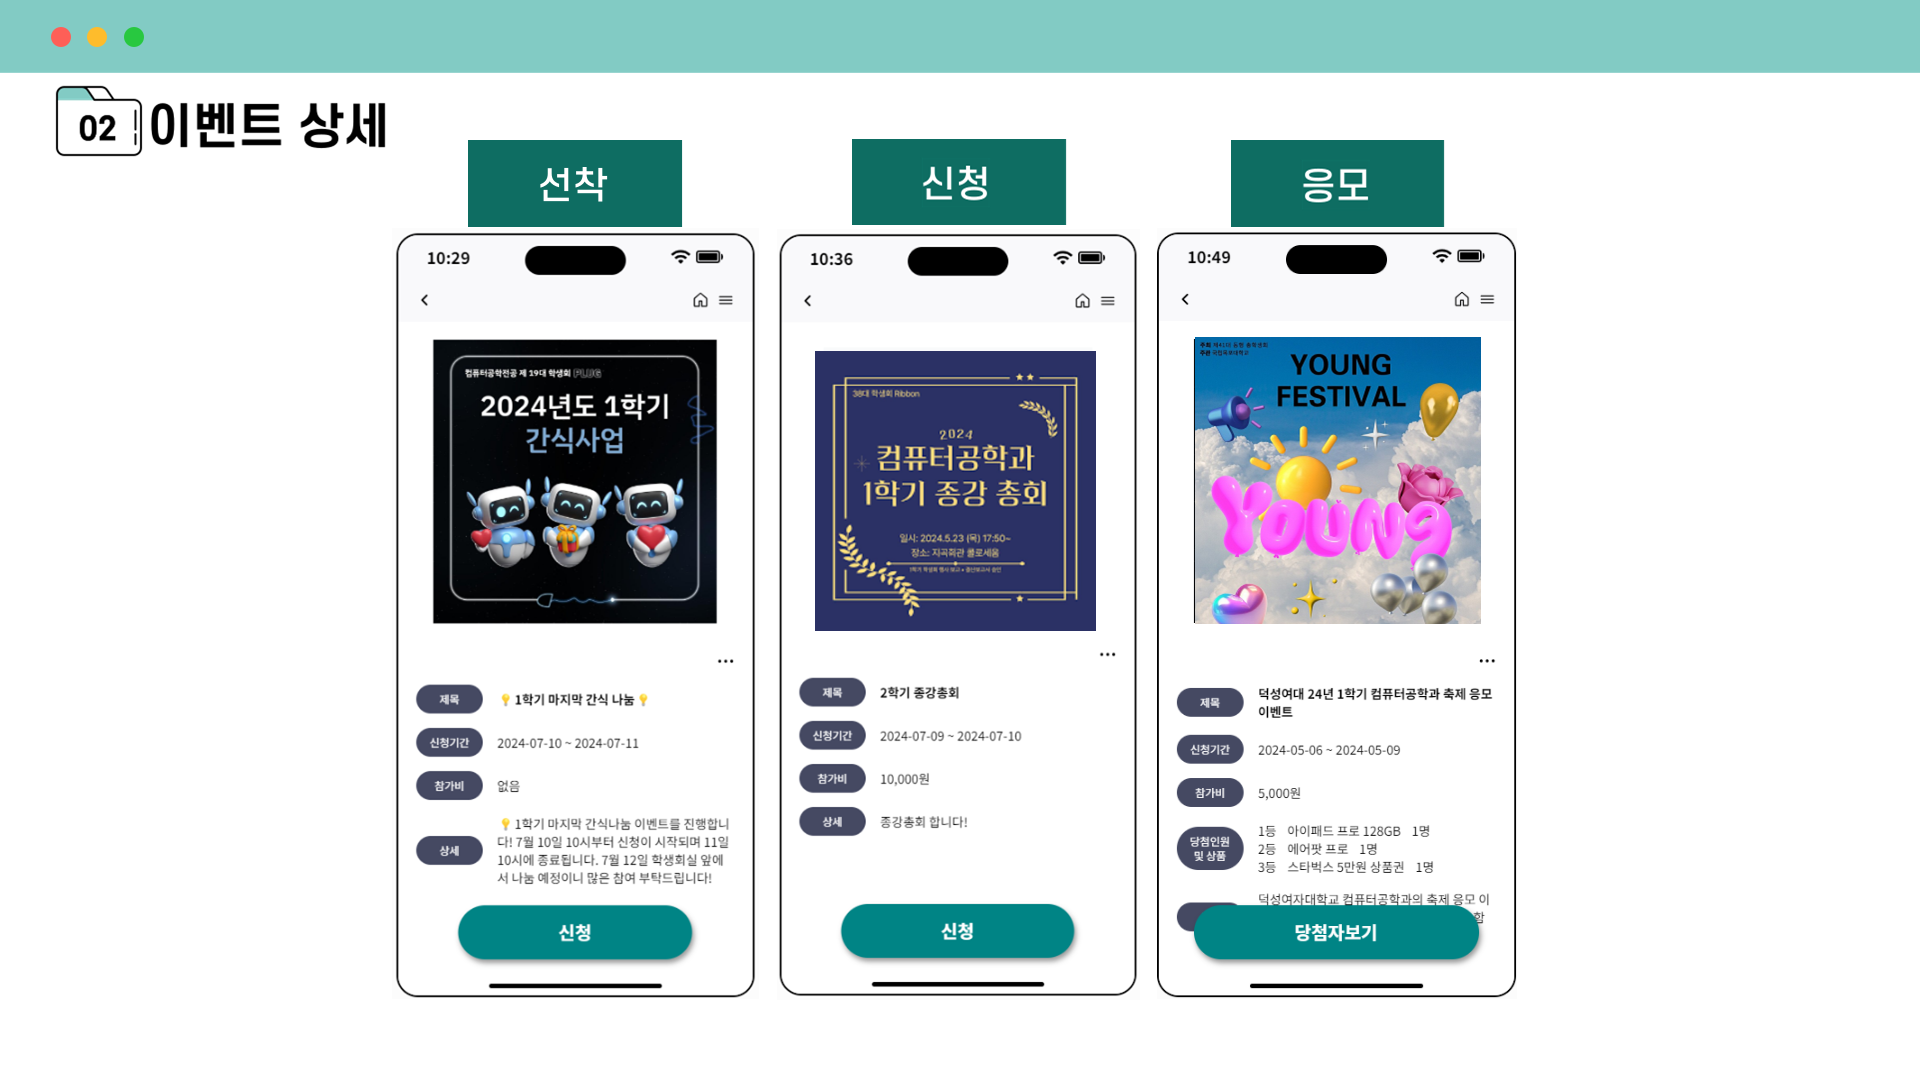 02 이벤트 상세
선착
신청
응모
10:29
컴퓨터공학전공 제 19대 학생회 PLUG
2024년도 1학기
간식사업
제목 💡 1학기 마지막 간식 나눔 💡
신청기간 2024-07-10 ~ 2024-07-11
참가비 없음
상세 💡 1학기 마지막 간식나눔 이벤트를 진행합니
다! 7월 10일 10시부터 신청이 시작되며 11일
10시에 종료됩니다. 7월 12일 학생회실 앞에
서 나눔 예정이니 많은 참여 부탁드립니다!
신청
10:36
38대 학생회 Ribbon
2024
컴퓨터공학과
1학기 종강 총회
일시: 2024.5.23 (목) 17:50~
장소: 자곡회관 콜로세움
제목 2학기 종강총회
신청기간 2024-07-09 ~ 2024-07-10
참가비 10,000원
상세 종강총회 합니다!
신청
10:49
YOUNG
FESTIVAL
YOUNG
제목 덕성여대 24년 1학기 컴퓨터공학과 축제 응모
이벤트
신청기간 2024-05-06 ~ 2024-05-09
참가비 5,000원
당첨인원
및 상품
1등 아이패드 프로 128GB 1명
2등 에어팟 프로 1명
3등 스타벅스 5만원 상품권 1명
덕성여자대학교 컴퓨터공학과의 축제 응모 이
함
당첨자보기